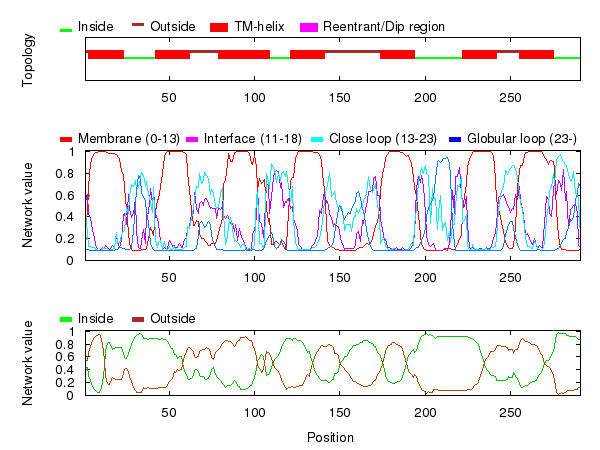 Inside Outside TM-helix Reentrant/Dip region
Topology
50 100 150 200 250
Membrane (0-13) Interface (11-18) Close loop (13-23) Globular loop (23-)
Network value
1
0.8
0.6
0.4
0.2
0
50 100 150 200 250
Inside Outside
Network value
1
0.8
0.6
0.4
0.2
0
50 100 150 200 250
Position